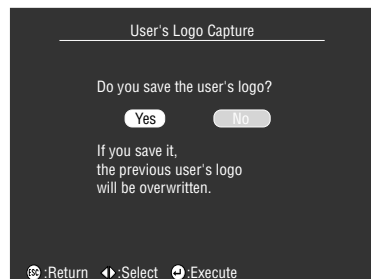 User's Logo Capture
Do you save the user's logo?
Yes No
If you save it,
the previous user's logo
will be overwritten.
ESC :Return :Select :Execute